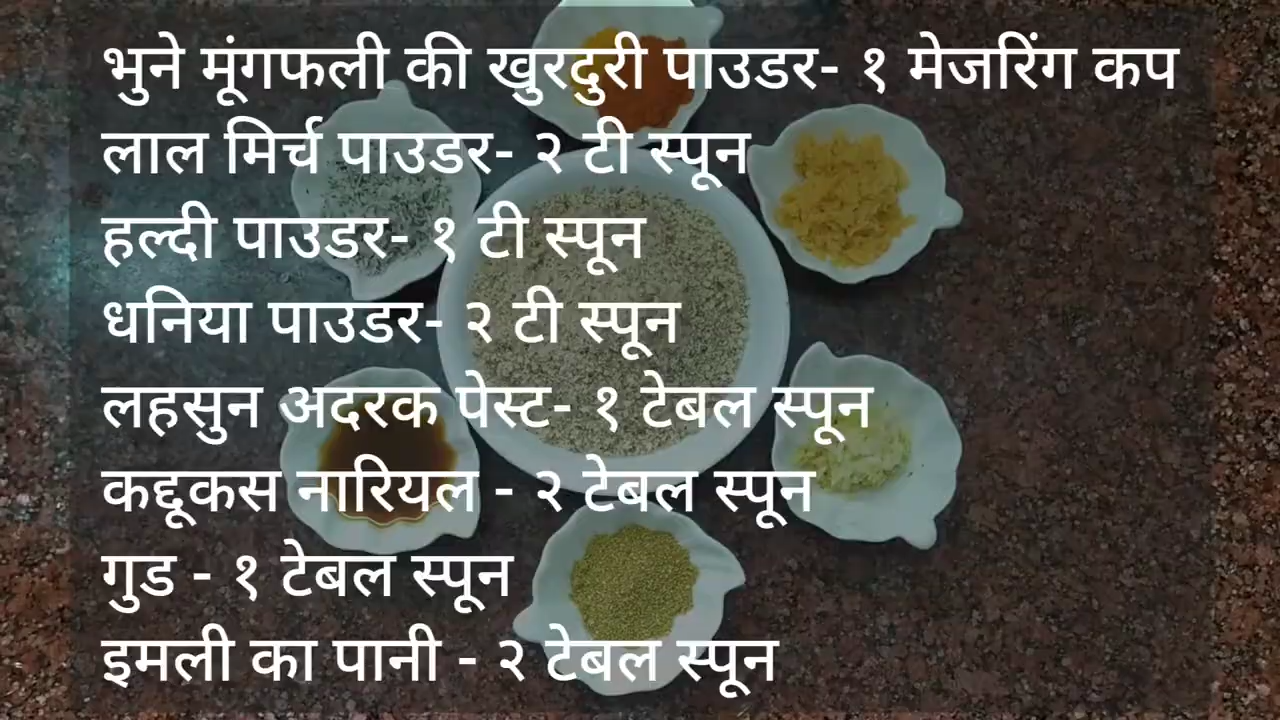 भुने मूंगफली की खुरदुरी पाउडर- १ मेजरिंग कप
लाल मिर्च पाउडर- २ टी स्पून
हल्दी पाउडर- १ टी स्पून
धनिया पाउडर- २ टी स्पून
लहसुन अदरक पेस्ट- १ टेबल स्पून
कद्दूकस नारियल - २ टेबल स्पून
गुड - १ टेबल स्पून
इमली का पानी - २ टेबल स्पून